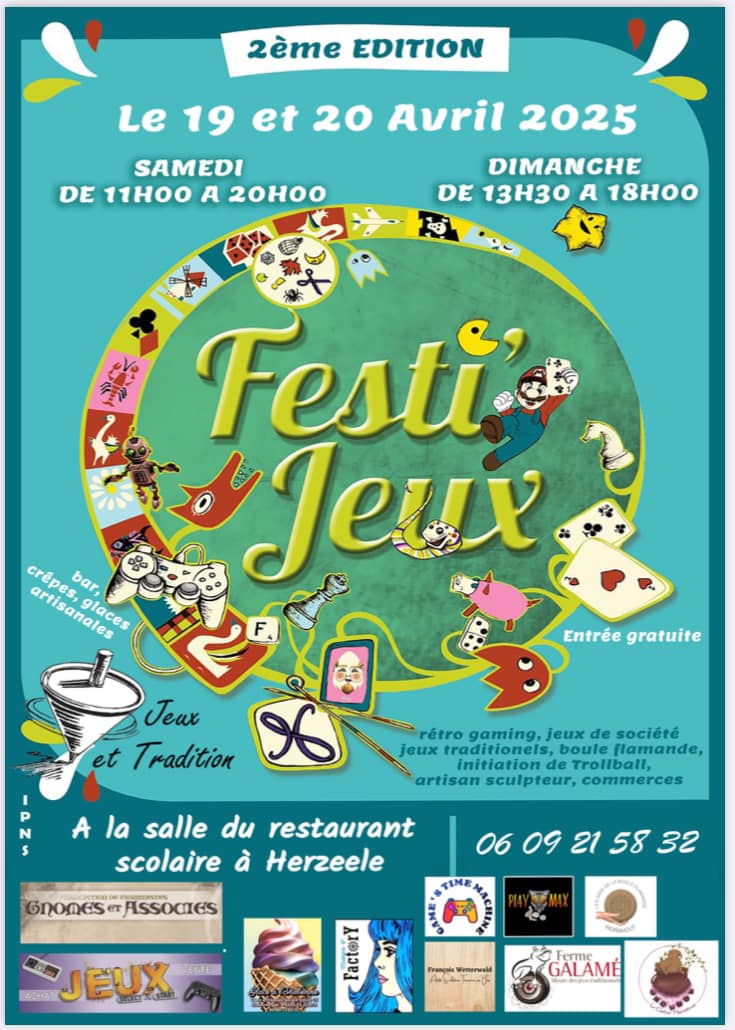 2ème EDITION
Le 19 et 20 Avril 2025
SAMEDI
DE 11H00 A 20H00
DIMANCHE
DE 13H30 A 18H00
Festi'
Jeux
bar,
crêpes, glaces
artisanales
F
Entrée gratuite
Jeux
et Tradition
rétro gaming, jeux de société
jeux traditionels, boule flamande,
initiation de Trollball,
artisan sculpteur, commerces
IPNS
A la salle du restaurant
scolaire à Herzeele
06 09 21 58 32
GNOMES ET ASSOCIES
GAME'S TIME MACHINE
PLAY MAX
ACHAT
JEUX
VENTE
FACTORY
François Wetterwald
Ferme
GALAMÉ